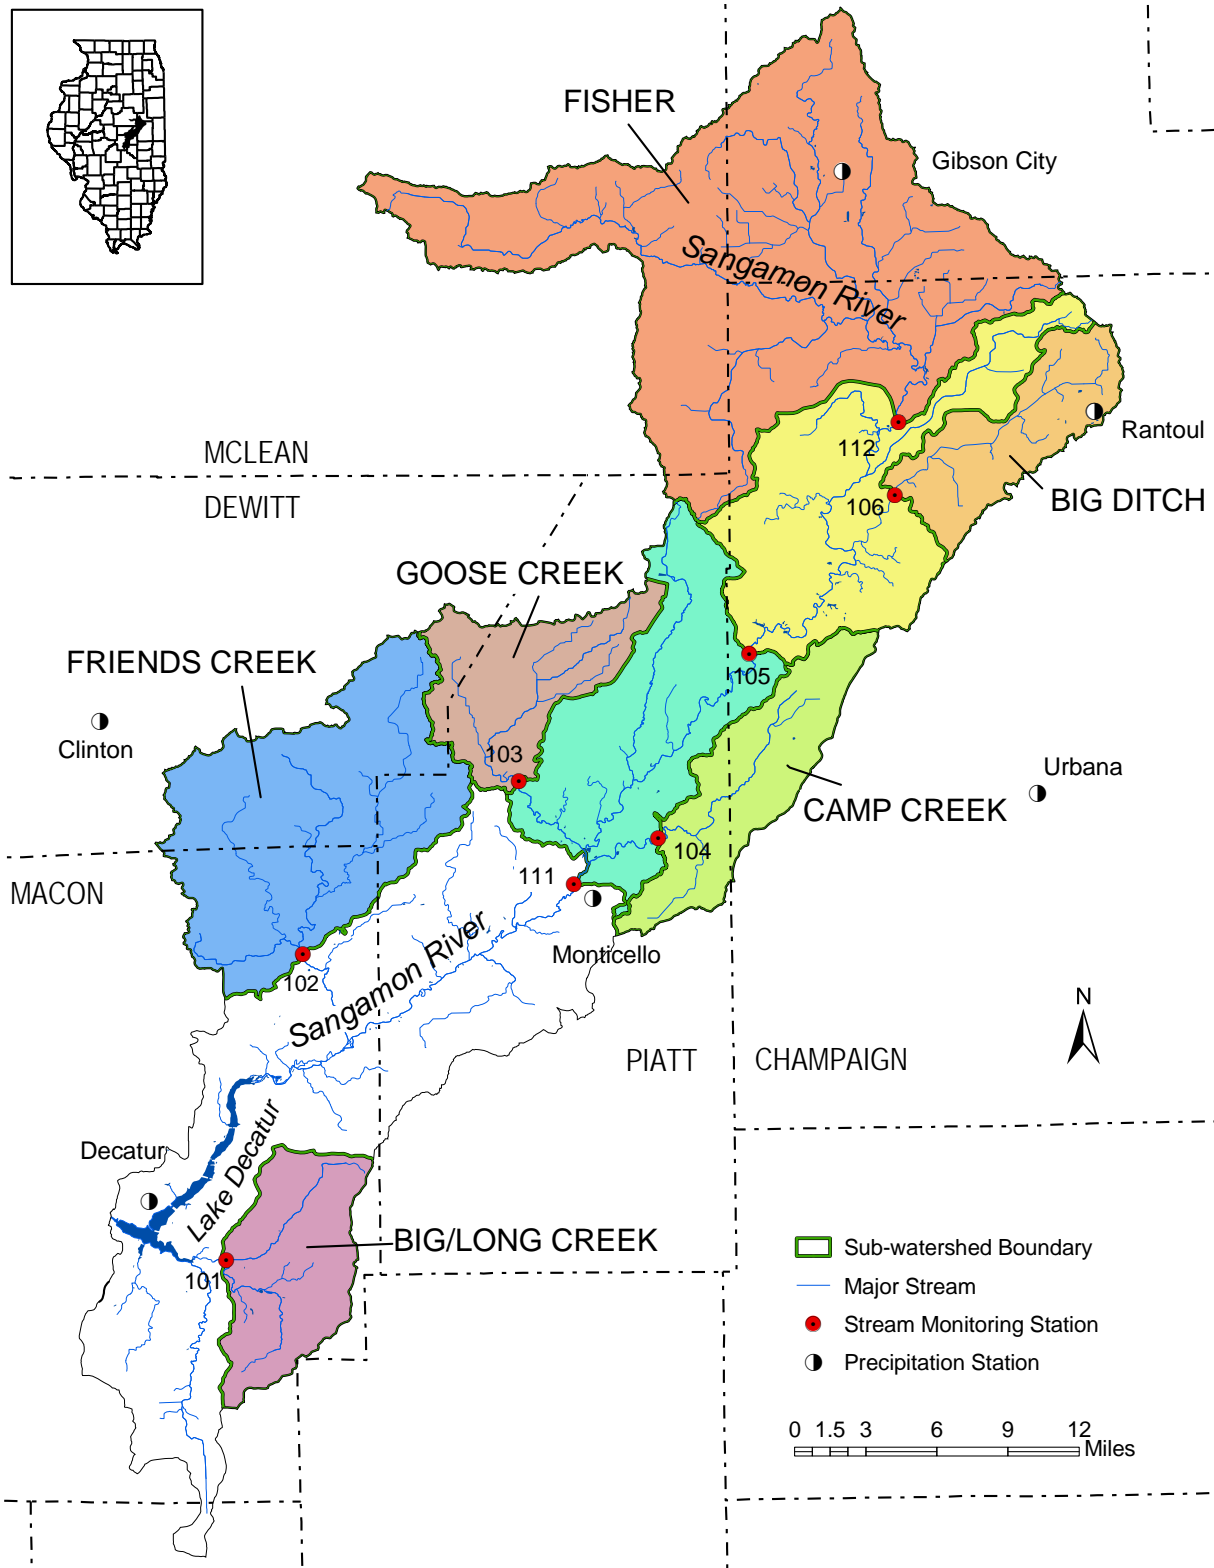 FISHER
Gibson City
Sangamon River
Rantoul
112
MCLEAN
106
BIG DITCH
DEWITT
GOOSE CREEK
FRIENDS CREEK
105
Clinton
103
Urbana
CAMP CREEK
104
111
MACON
Monticello
102
Sangamon River
N
PIATT
CHAMPAIGN
Decatur
Lake Decatur
BIG/LONG CREEK
101
Sub-watershed Boundary
Major Stream
Stream Monitoring Station
Precipitation Station
0 1.5 3 6 9 12
Miles